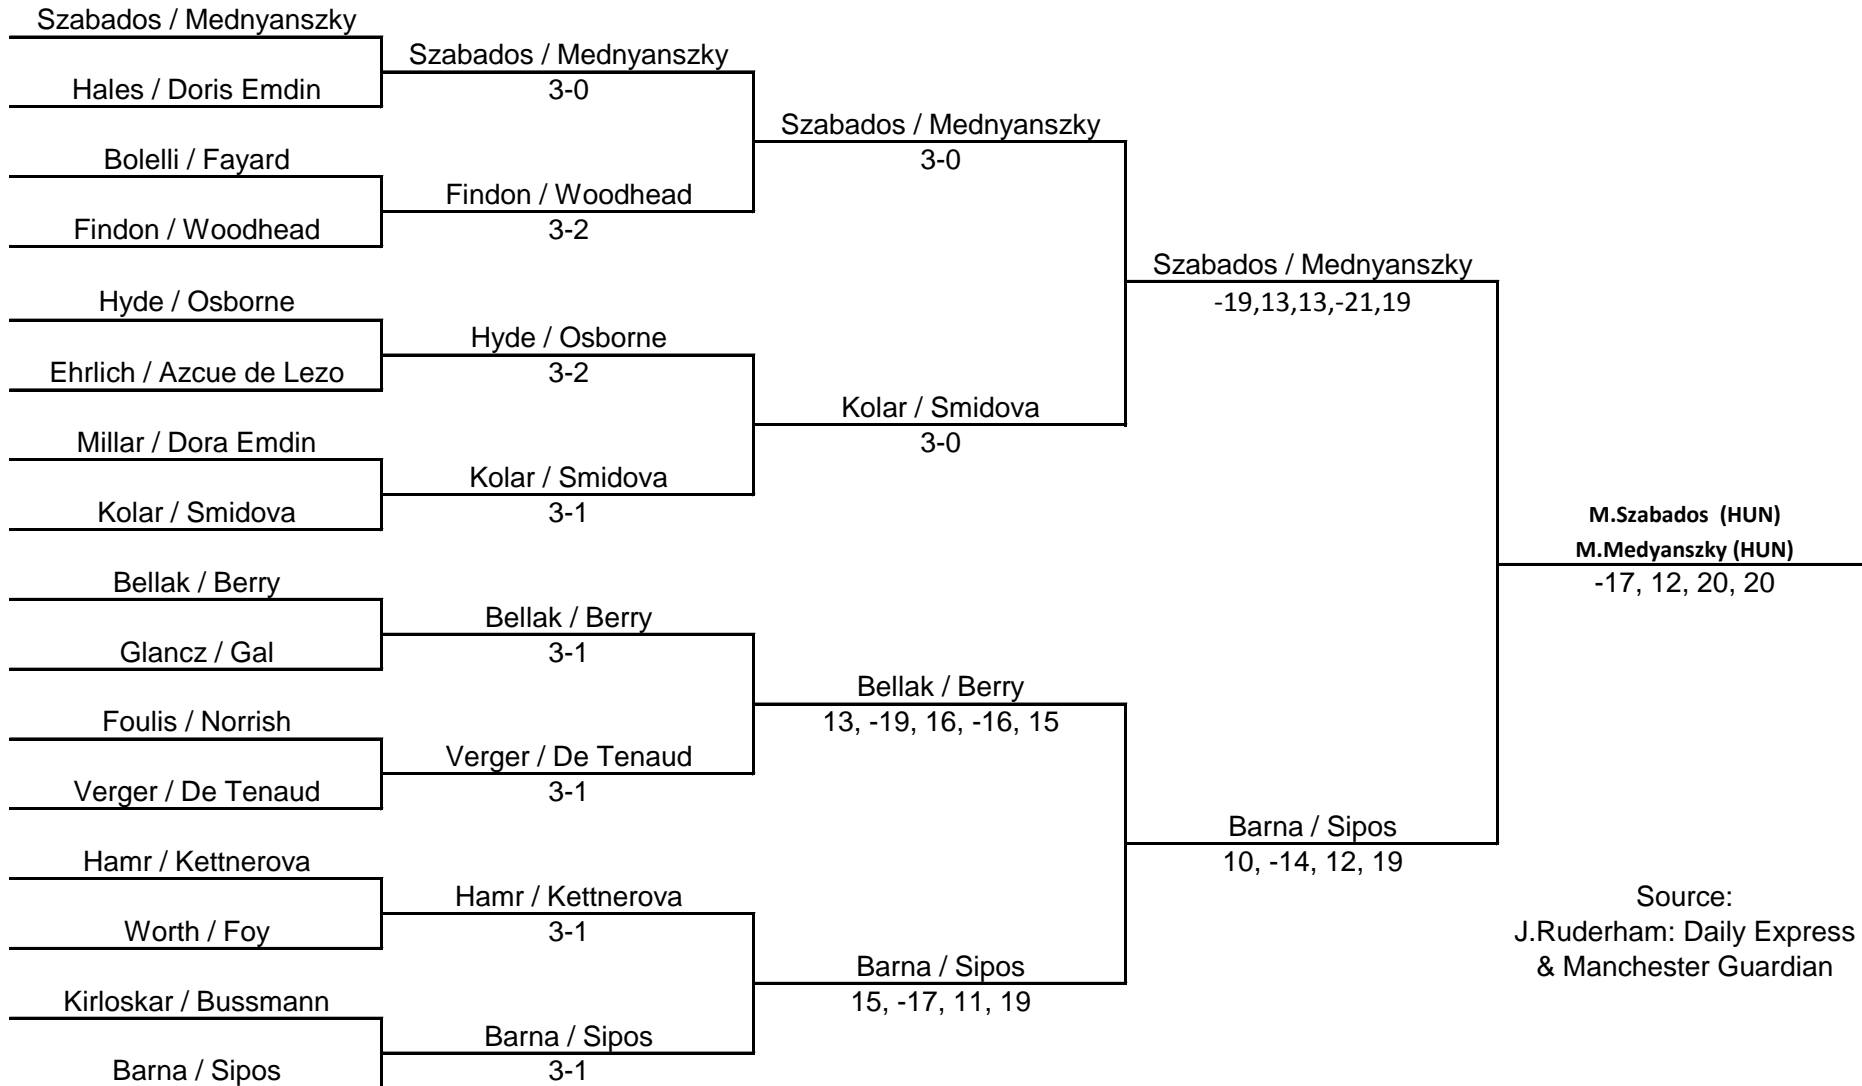 Szabados / Mednyanszky
Hales / Doris Emdin
Bolelli / Fayard
Findon / Woodhead
Hyde / Osborne
Ehrlich / Azcue de Lezo
Millar / Dora Emdin
Kolar / Smidova
Bellak / Berry
Glancz / Gal
Foulis / Norrish
Verger / De Tenaud
Hamr / Kettnerova
Worth / Foy
Kirloskar / Bussmann
Barna / Sipos
Szabados / Mednyanszky
3-0
Findon / Woodhead
3-2
Hyde / Osborne
3-2
Kolar / Smidova
3-1
Bellak / Berry
3-1
Verger / De Tenaud
3-1
Hamr / Kettnerova
3-1
Barna / Sipos
3-1
Szabados / Mednyanszky
3-0
Kolar / Smidova
3-0
Bellak / Berry
13, -19, 16, -16, 15
Barna / Sipos
15, -17, 11, 19
Szabados / Mednyanszky
-19,13,13,-21,19
Barna / Sipos
10, -14, 12, 19
M.Szabados (HUN)
M.Medyanszky (HUN)
-17, 12, 20, 20
Source:
J.Ruderham: Daily Express
& Manchester Guardian